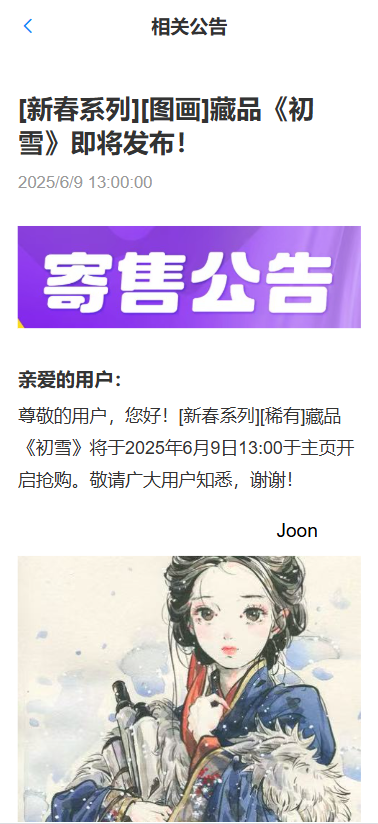 相关公告
[新春系列][图画]藏品《初
雪》即将发布！
2025/6/9 13:00:00
寄售公告
亲爱的用户：
尊敬的用户，您好！[新春系列][稀有]藏品
《初雪》将于2025年6月9日13:00于主页开
启抢购。敬请广大用户知悉，谢谢！
Joon